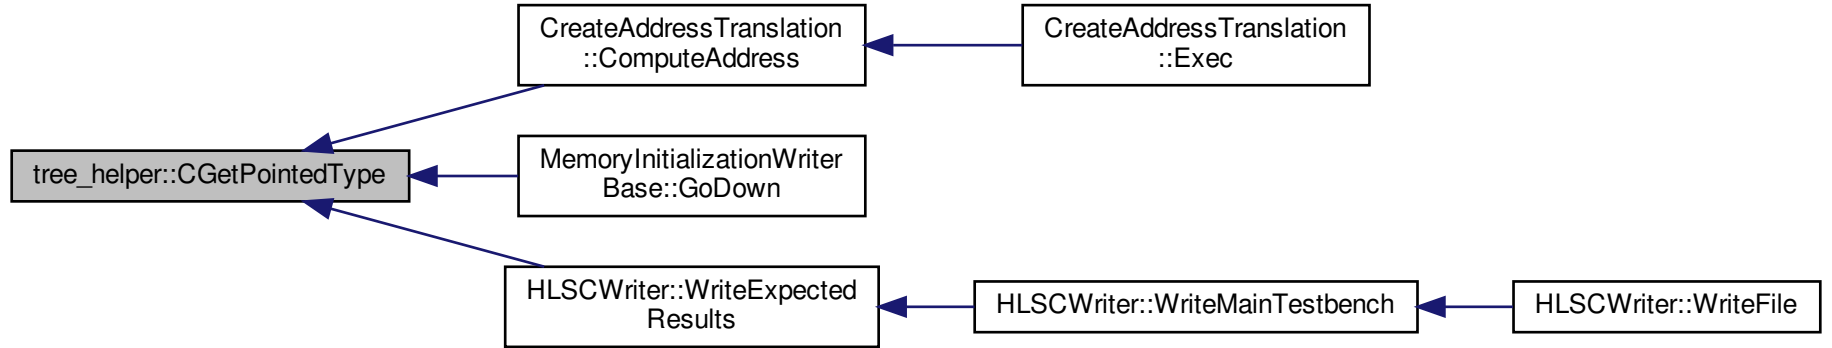 CreateAddressTranslation
::ComputeAddress
CreateAddressTranslation
::Exec
tree_helper::CGetPointedType
MemoryInitializationWriter
Base::GoDown
HLSCWriter::WriteExpected
Results
HLSCWriter::WriteMainTestbench
HLSCWriter::WriteFile